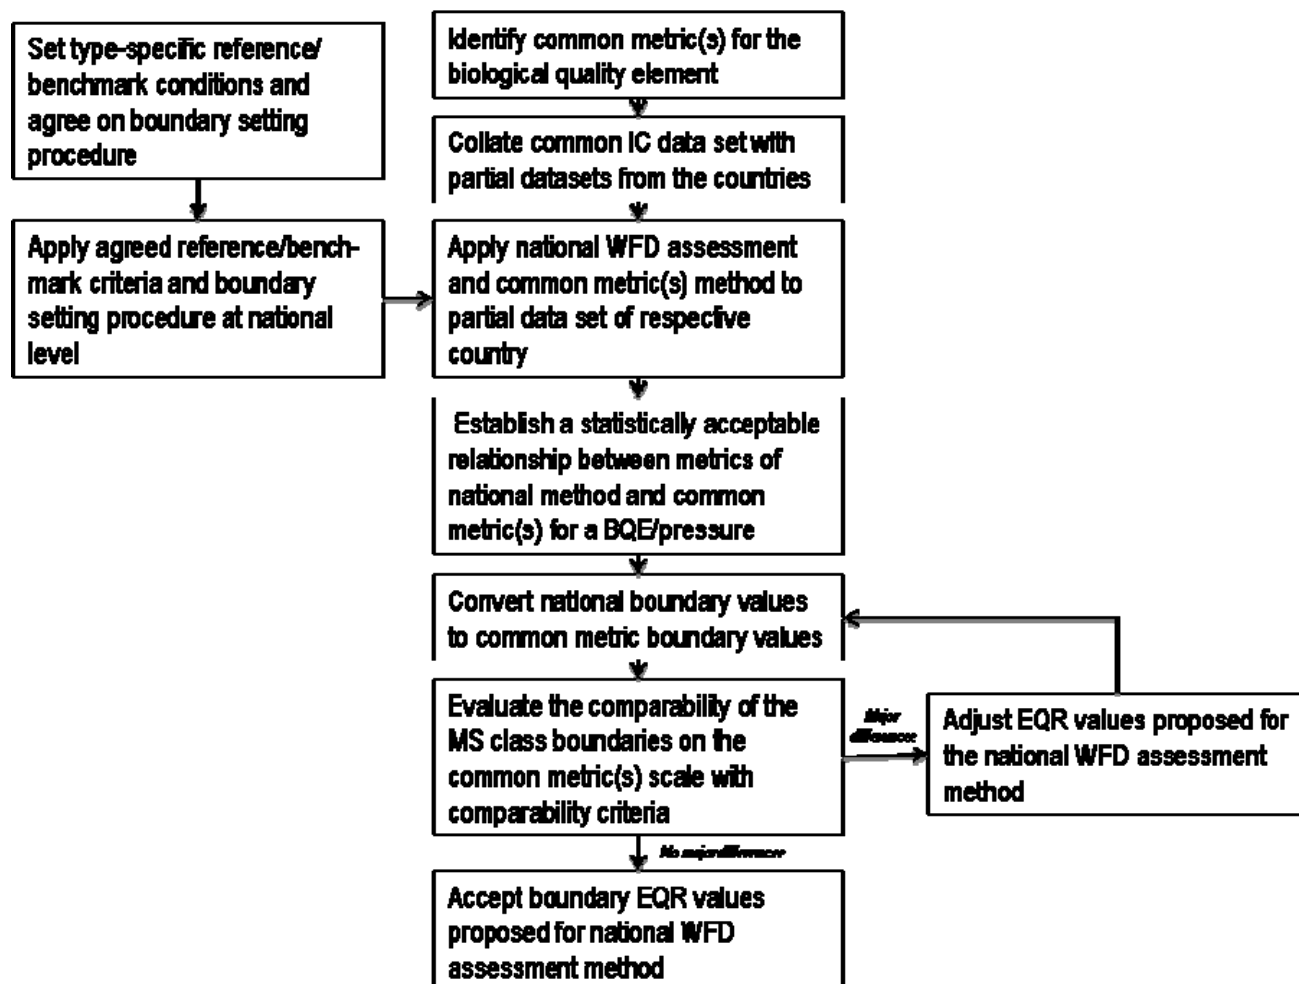 Set type-specific reference/
benchmark conditions and
agree on boundary setting
procedure
Apply agreed reference/bench-
mark criteria and boundary
setting procedure at national
level
Identify common metric(s) for the
biological quality element
Collate common IC data set with
partial datasets from the countries
Apply national WFD assessment
and common metric(s) method to
partial data set of respective
country
Establish a statistically acceptable
relationship between metrics of
national method and common
metric(s) for a BQE/pressure
Convert national boundary values
to common metric boundary values
Evaluate the comparability of the
MS class boundaries on the
common metric(s) scale with
comparability criteria
Major
differences
Adjust EQR values proposed for
the national WFD assessment
method
No major differences
Accept boundary EQR values
proposed for national WFD
assessment method